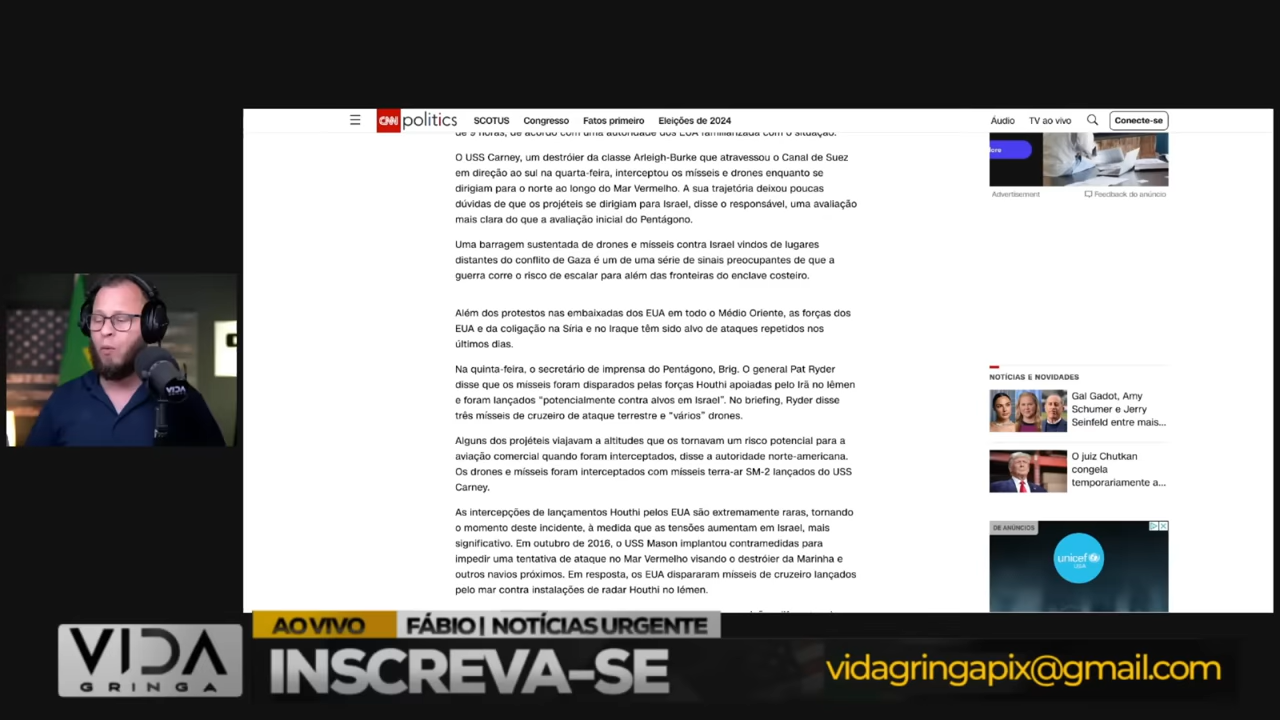 CNN politics SCOTUS Congresso Fatos primeiro Eleições de 2024 Áudio TV ao vivo Conecte-se
de 9 horas, de acordo com uma autoridade dos EUA familiarizada com o situação.
O USS Carney, um destróier da classe Arleigh-Burke que atravessou o Canal de Suez
em direção ao sul na quarta-feira, interceptou os mísseis e drones enquanto se
dirigiam para o norte ao longo do Mar Vermelho. A sua trajetória deixou poucas
dúvidas de que os projéteis se dirigiam para Israel, disse o responsável, uma avaliação
mais clara do que a avaliação inicial do Pentágono.
Uma barragem sustentada de drones e mísseis contra Israel vindos de lugares
distantes do conflito de Gaza é um de uma série de sinais preocupantes de que a
guerra corre o risco de escalar para além das fronteiras do enclave costeiro.
Além dos protestos nas embaixadas dos EUA em todo o Médio Oriente, as forças dos
EUA e da coligação na Síria e no Iraque têm sido alvo de ataques repetidos nos
últimos dias.
Na quinta-feira, o secretário de imprensa do Pentágono, Brig. O general Pat Ryder
disse que os mísseis foram disparados pelas forças Houthi apoiadas pelo Irã no Iêmen
e foram lançados “potencialmente contra alvos em Israel”. No briefing, Ryder disse
três mísseis de cruzeiro de ataque terrestre e “vários” drones.
Alguns dos projéteis viajavam a altitudes que os tornavam um risco potencial para a
aviação comercial quando foram interceptados, disse a autoridade norte-americana.
Os drones e mísseis foram interceptados com mísseis terra-ar SM-2 lançados do USS
Carney.
As intercepções de lançamentos Houthi pelos EUA são extremamente raras, tornando
o momento deste incidente, à medida que as tensões aumentam em Israel, mais
significativo. Em outubro de 2016, o USS Mason implantou contramedidas para
impedir uma tentativa de ataque no Mar Vermelho visando o destróier da Marinha e
outros navios próximos. Em resposta, os EUA dispararam mísseis de cruzeiro lançados
pelo mar contra instalações de radar Houthi no Iémen.
Advertisement Feedback do anúncio
NOTÍCIAS E NOVIDADES
Gal Gadot, Amy
Schumer e Jerry
Seinfeld entre mais...
O juiz Chutkan
congela
temporariamente a...
DE ANÚNCIOS
unicef
USA
VIDA
AO VIVO FÁBIO | NOTÍCIAS URGENTE
VIDA
GRINGA
INSCREVA-SE
vidagringapix@gmail.com